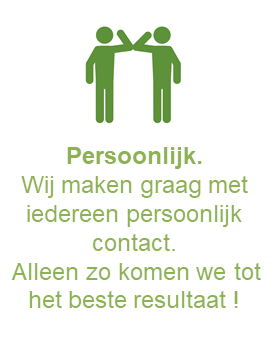 Persoonlijk.
Wij maken graag met
iedereen persoonlijk
contact.
Alleen zo komen we tot
het beste resultaat !